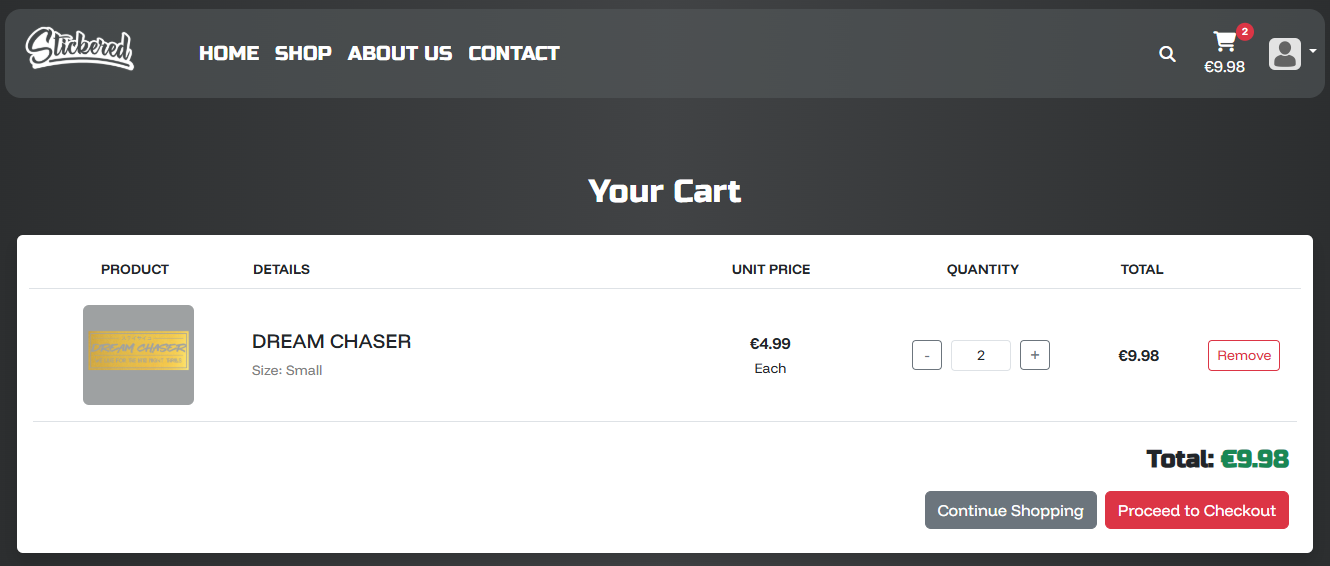 Stickered
HOME SHOP ABOUT US CONTACT
2
€9.98
Your Cart
PRODUCT DETAILS UNIT PRICE QUANTITY TOTAL
DREAM CHASER
DREAM CHASER
Size: Small
€4.99
Each
- 2 +
€9.98
Remove
Total: €9.98
Continue Shopping Proceed to Checkout